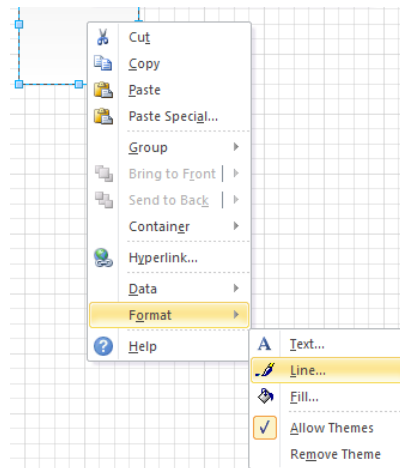 Cut
Copy
Paste
Paste Special...
Group
Bring to Front
Send to Back
Container
Hyperlink...
Data
Format
Help
A Text...
Line...
Fill...
Allow Themes
Remove Theme